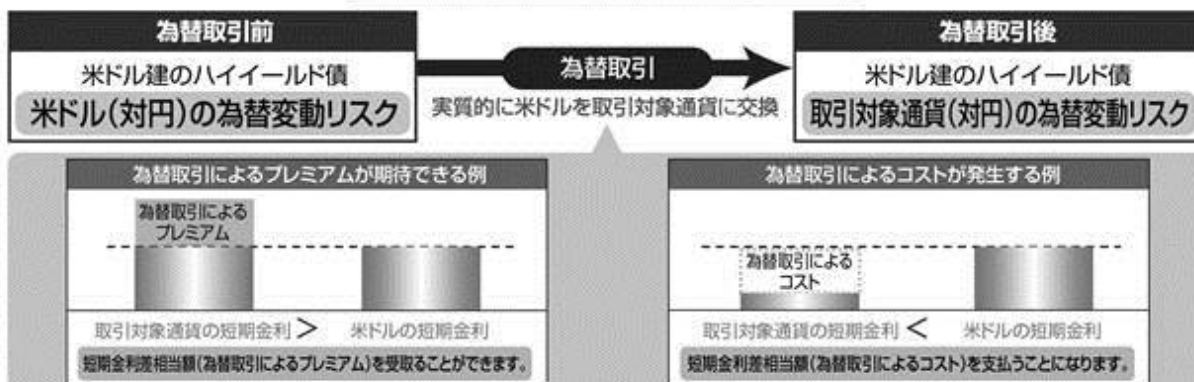 為替取引前
米ドル建のハイイールド債
米ドル(対円)の為替変動リスク
為替取引
実質的に米ドルを取引対象通貨に交換
為替取引後
米ドル建のハイイールド債
取引対象通貨(対円)の為替変動リスク
為替取引によるプレミアムが期待できる例
為替取引による
プレミアム
取引対象通貨の短期金利 > 米ドルの短期金利
短期金利差相当額(為替取引によるプレミアム)を受取ることができます。
為替取引によるコストが発生する例
為替取引による
コスト
取引対象通貨の短期金利 < 米ドルの短期金利
短期金利差相当額(為替取引によるコスト)を支払うことになります。